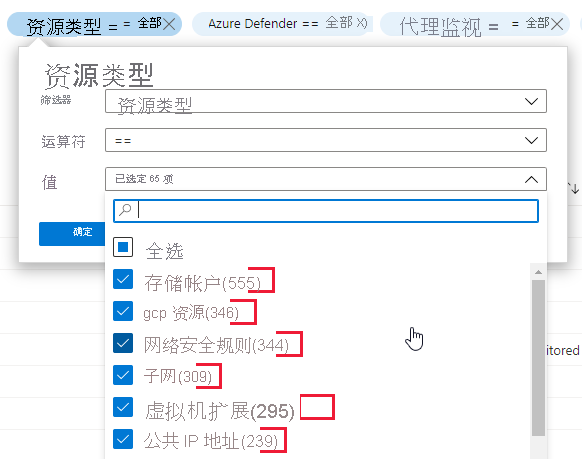 资源类型 = = 全部 Azure Defender == 全部 X) 代理监视 = = 全部
资源类型
筛选器 资源类型
运算符 ==
值 已选定 65 项
确定
全选
存储帐户(555)
gcp 资源(346)
网络安全规则(344)
itored
子网(309)
虚拟机扩展(295)
公共 IP 地址(239)